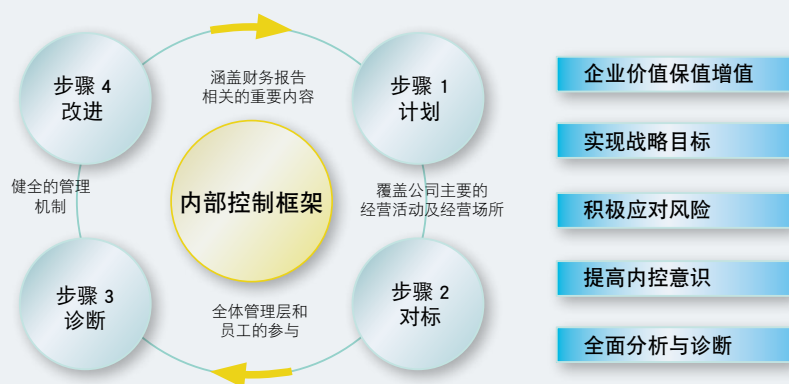 步骤 4
改进
涵盖财务报告
相关的重要内容
步骤 1
计划
健全的管理
机制
内部控制框架
覆盖公司主要的
经营活动及经营场所
步骤 3
诊断
全体管理层和
员工的参与
步骤 2
对标
企业价值保值增值
实现战略目标
积极应对风险
提高内控意识
全面分析与诊断